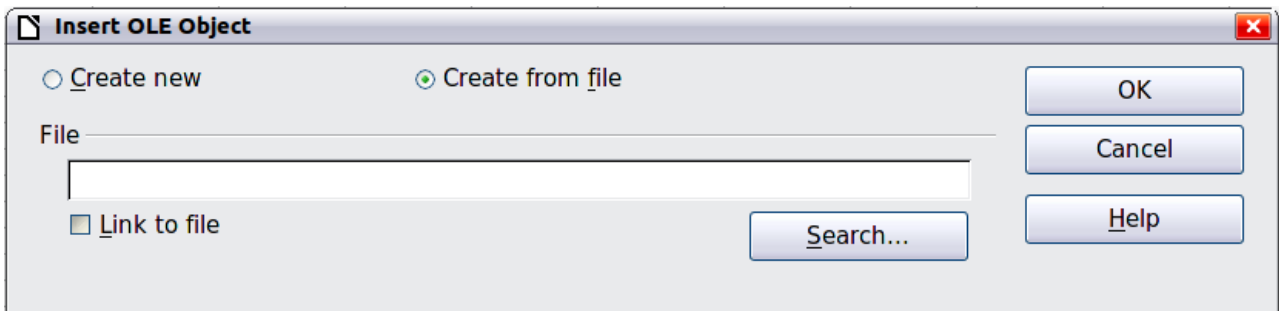 Insert OLE Object
Create new
Create from file
OK
File
Cancel
Link to file
Search...
Help